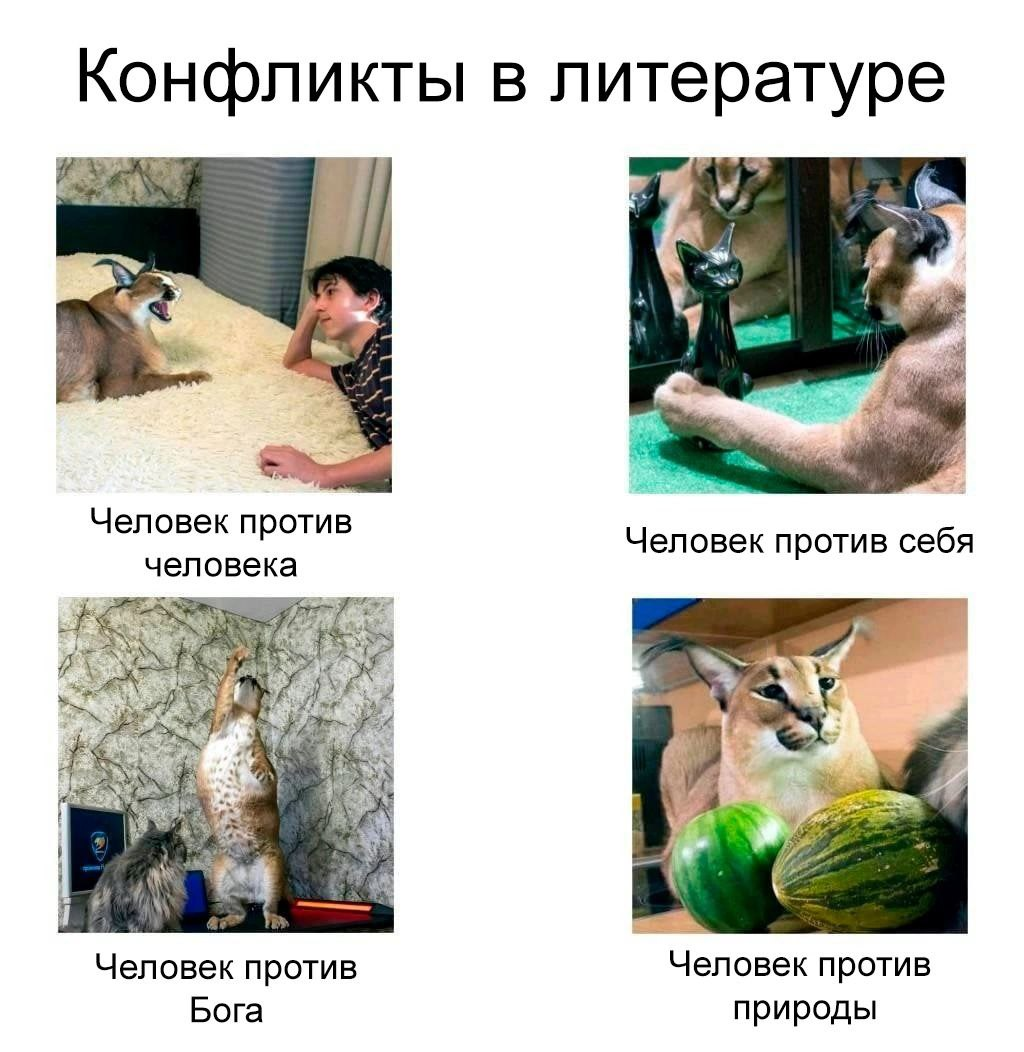 Конфликты в литературе
Человек против
человека
Человек против себя
Человек против
Бога
Человек против
природы